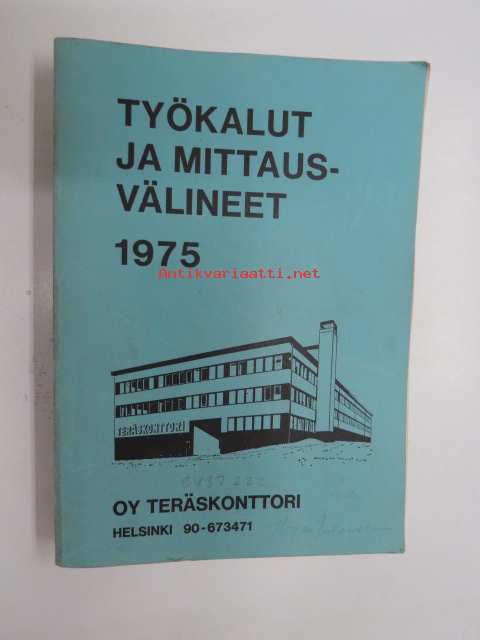 TYÖKALUT
JA MITTAUS-
VÄLINEET
1975
Antikvariaatti.net
TERÄSKONTTORI
OY TERÄSKONTTORI
HELSINKI 90-673471